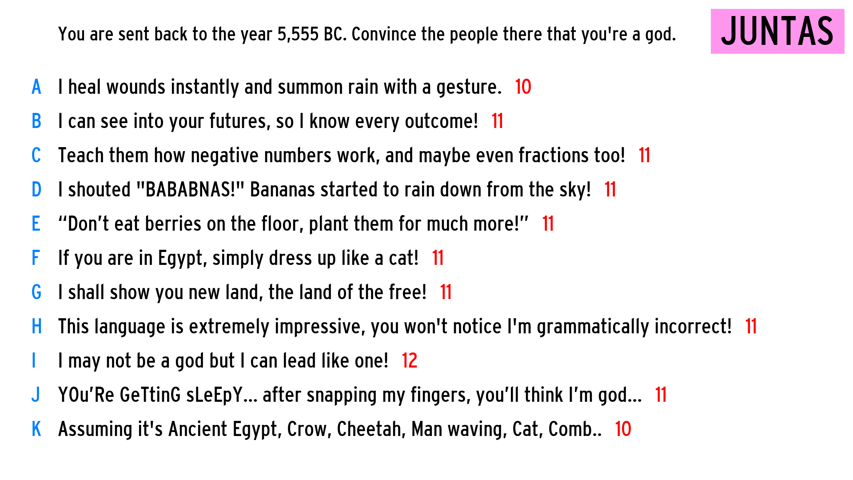 You are sent back to the year 5,555 BC. Convince the people there that you're a god.
JUNTAS
A I heal wounds instantly and summon rain with a gesture. 10
B I can see into your futures, so I know every outcome! 11
C Teach them how negative numbers work, and maybe even fractions too! 11
D I shouted "BABABNAS!" Bananas started to rain down from the sky! 11
E “Don’t eat berries on the floor, plant them for much more!” 11
F If you are in Egypt, simply dress up like a cat! 11
G I shall show you new land, the land of the free! 11
H This language is extremely impressive, you won't notice I'm grammatically incorrect! 11
I I may not be a god but I can lead like one! 12
J YOu’Re GeTtinG sLeEpY... after snapping my fingers, you’ll think I’m god... 11
K Assuming it's Ancient Egypt, Crow, Cheetah, Man waving, Cat, Comb.. 10